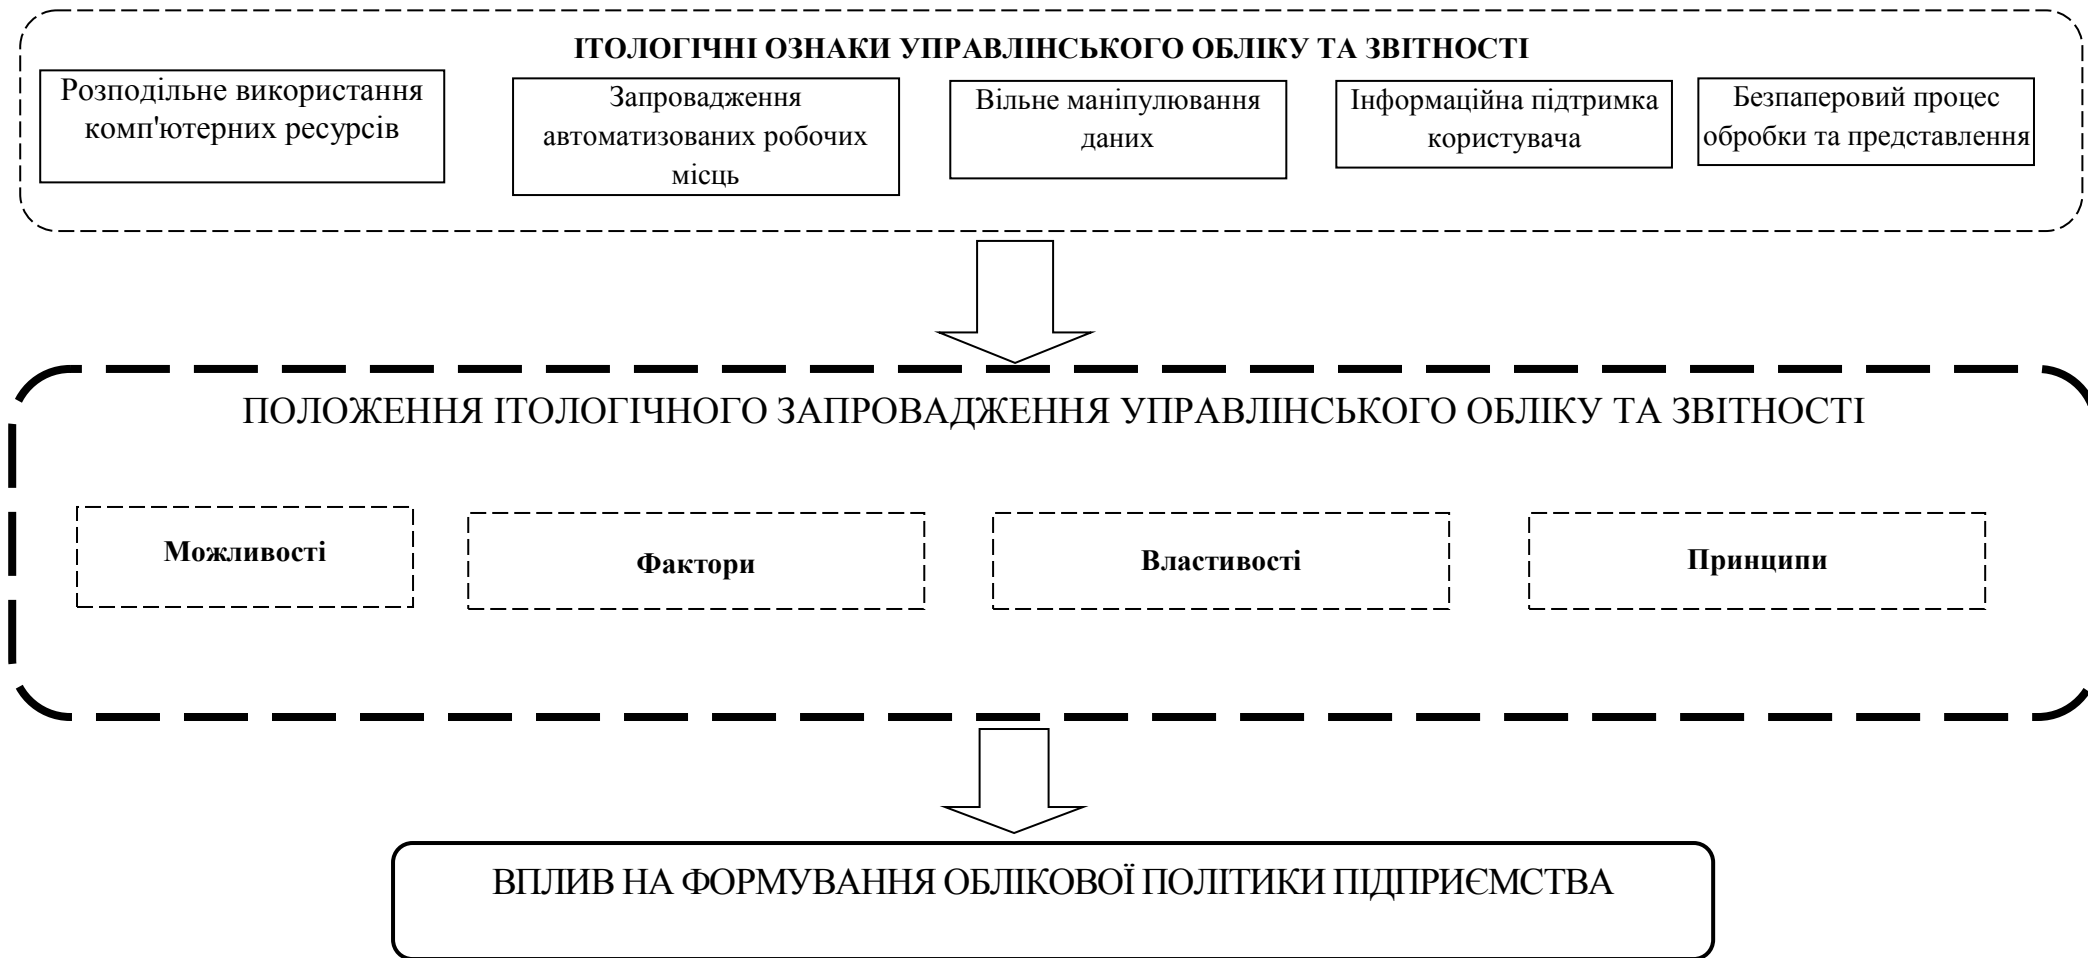 ІТОЛОГІЧНІ ОЗНАКИ УПРАВЛІНСЬКОГО ОБЛІКУ ТА ЗВІТНОСТІ
Розподільне використання
комп'ютерних ресурсів
Запровадження
автоматизованих робочих
місць
Вільне маніпулювання
даних
Інформаційна підтримка
користувача
Безпаперовий процес
обробки та представлення
ПОЛОЖЕННЯ ІТОЛОГІЧНОГО ЗАПРОВАДЖЕННЯ УПРАВЛІНСЬКОГО ОБЛІКУ ТА ЗВІТНОСТІ
Можливості
Фактори
Властивості
Принципи
ВПЛИВ НА ФОРМУВАННЯ ОБЛІКОВОЇ ПОЛІТИКИ ПІДПРИЄМСТВА